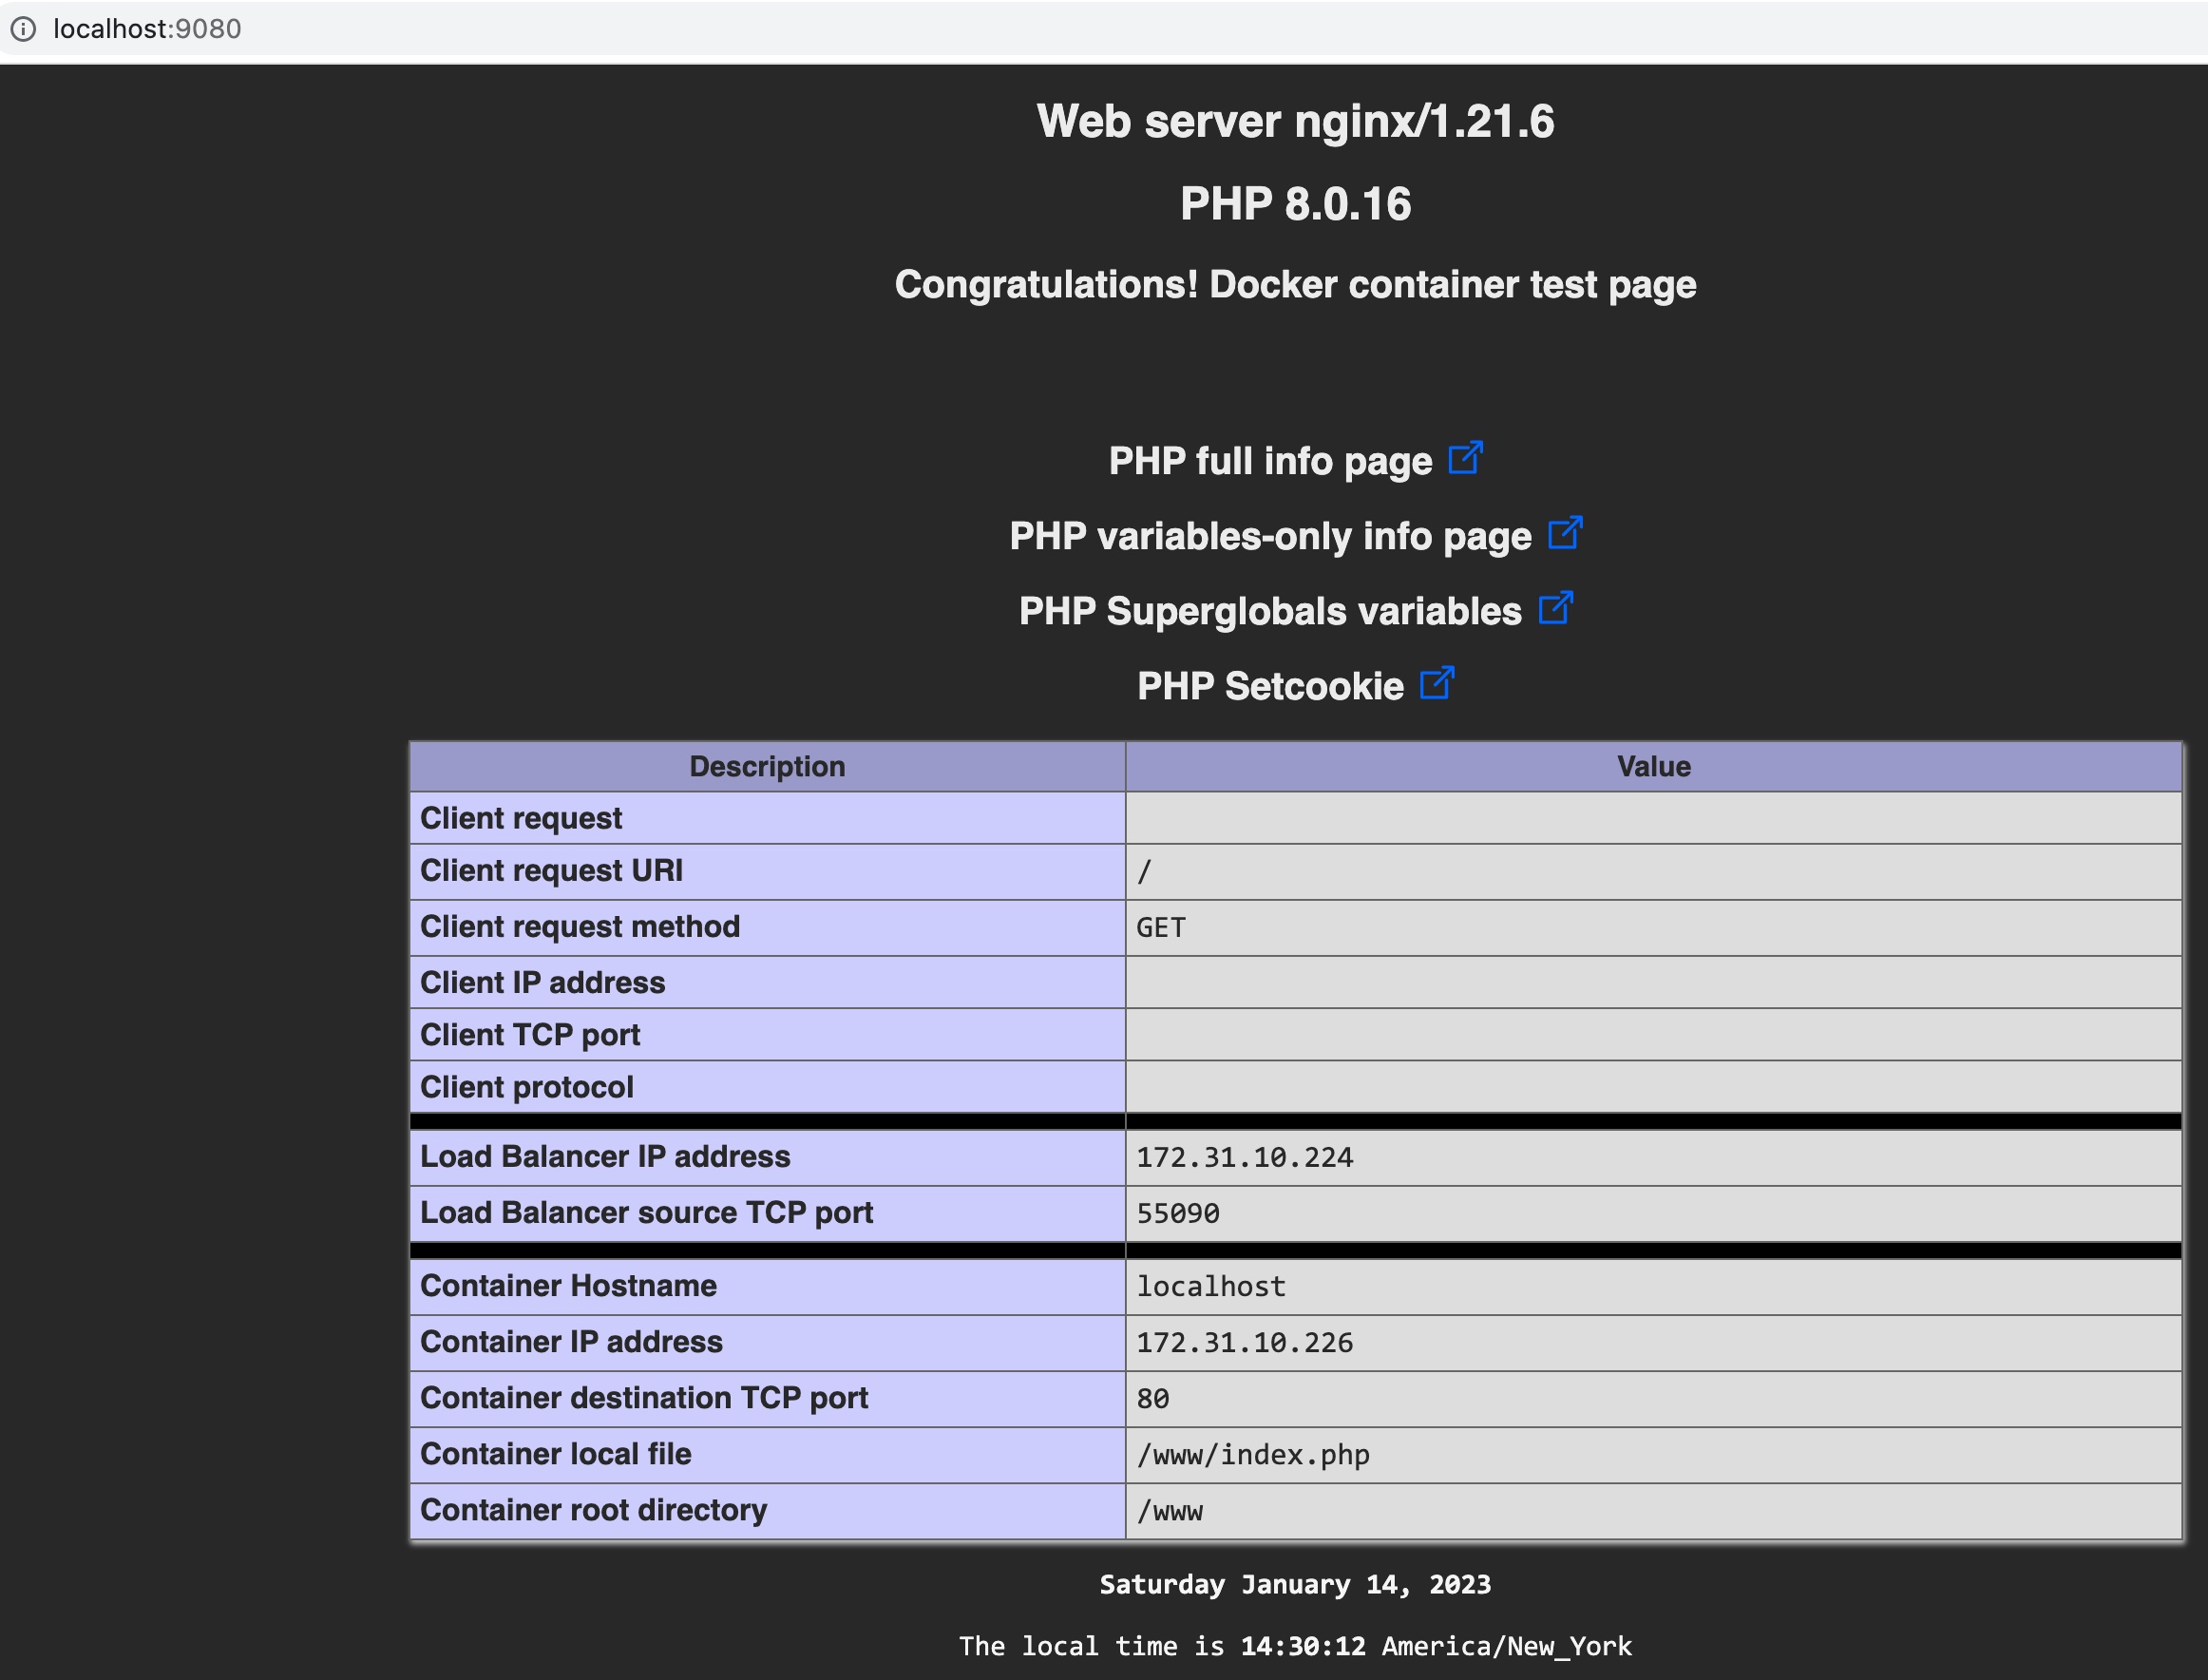 localhost:9080
Web server nginx/1.21.6
PHP 8.0.16
Congratulations! Docker container test page
PHP full info page
PHP variables-only info page
PHP Superglobals variables
PHP Setcookie
Description Value
Client request
Client request URI /
Client request method GET
Client IP address
Client TCP port
Client protocol
Load Balancer IP address 172.31.10.224
Load Balancer source TCP port 55090
Container Hostname localhost
Container IP address 172.31.10.226
Container destination TCP port 80
Container local file /www/index.php
Container root directory /www
Saturday January 14, 2023
The local time is 14:30:12 America/New_York